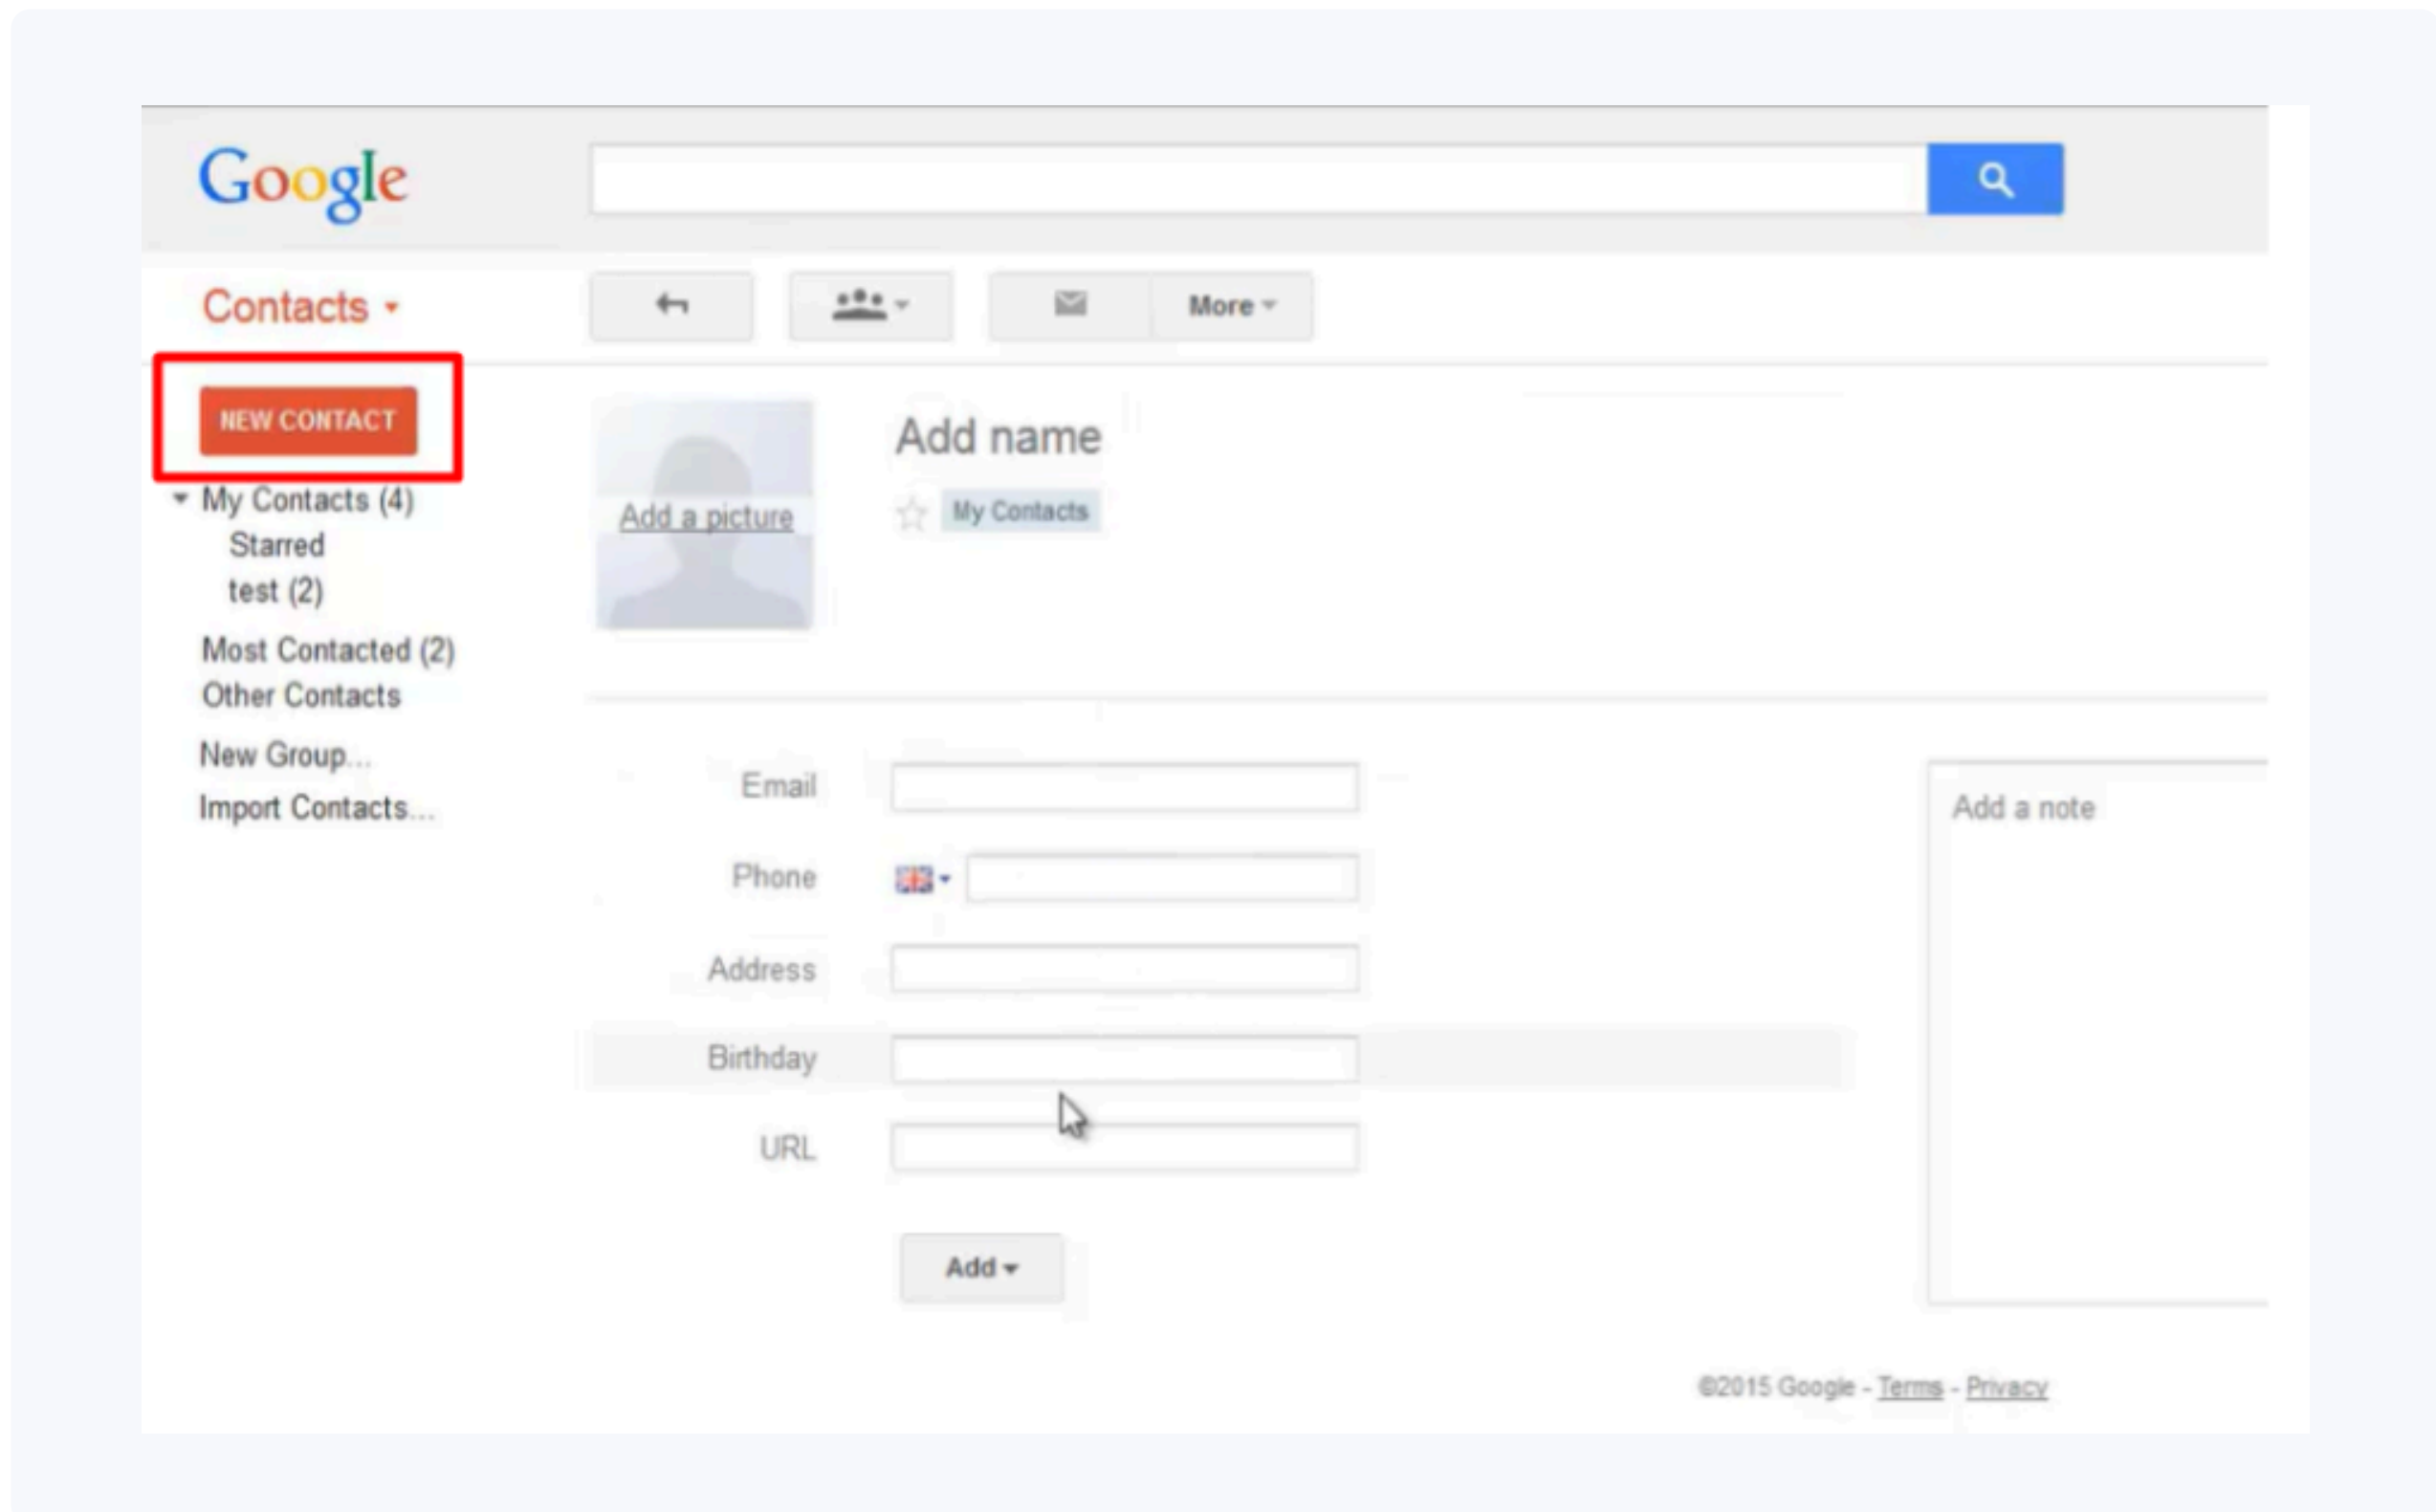 Google
Contacts
More
NEW CONTACT
My Contacts (4)
Starred
test (2)
Most Contacted (2)
Other Contacts
New Group...
Import Contacts...
Add a picture
Add name
My Contacts
Email
Phone
Address
Birthday
URL
Add
Add a note
©2015 Google - Terms - Privacy